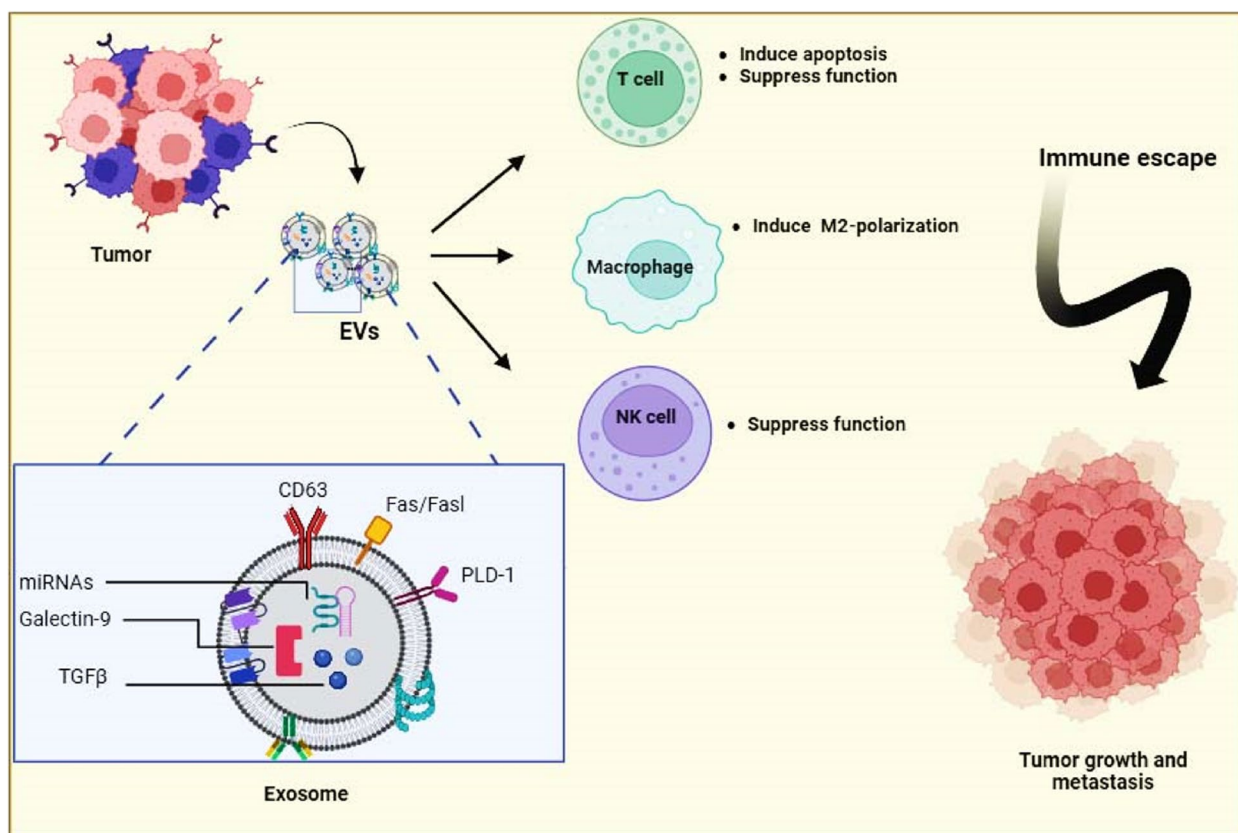 Tumor
EVs
T cell
• Induce apoptosis
• Suppress function
Macrophage
• Induce M2-polarization
NK cell
• Suppress function
Immune escape
Tumor growth and
metastasis
CD63
Fas/Fasl
PLD-1
miRNAs
Galectin-9
TGFβ
Exosome